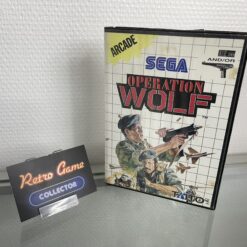 ARCADE
SEGA
AND/OR
OPERATION
WOLF
Retro Game
COLLECTOR